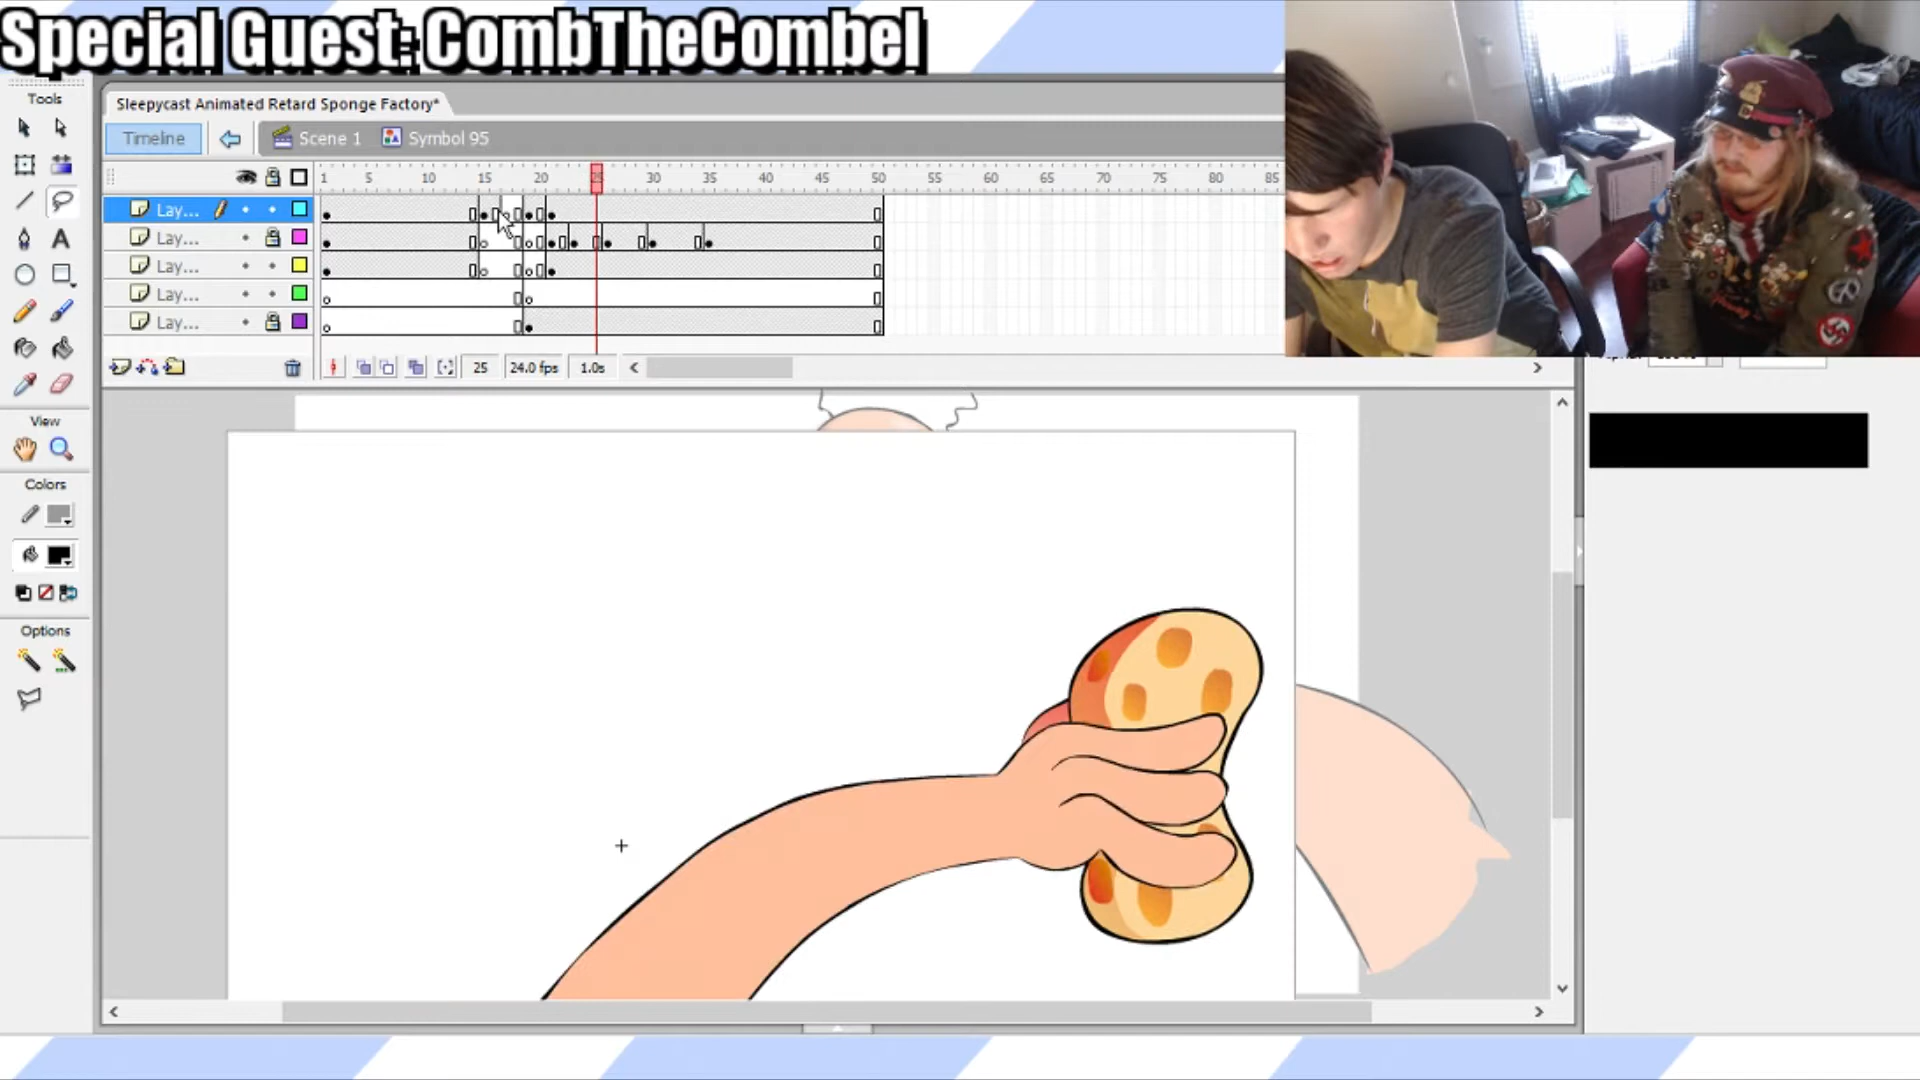 Special Guest: CombTheCombel
Tools
Sleepycast Animated Retard Sponge Factory*
Timeline
Scene 1
Symbol 95
1 5 10 15 20 25 30 35 40 45 50 55 60 65 70 75 80 85
Lay...
Lay...
Lay...
Lay...
Lay...
25
24.0 fps
1.0s
View
Colors
Options